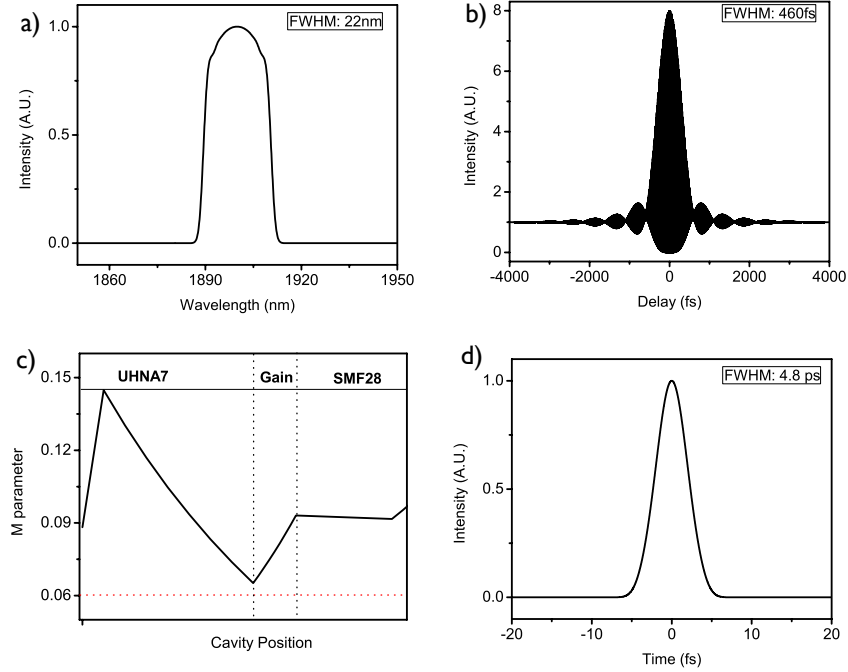 a)
FWHM: 22nm
1.0
0.5
0.0
Intensity (A.U.)
1860
1890
1920
1950
Wavelength (nm)
b)
FWHM: 460fs
8
6
4
2
0
Intensity (A.U.)
-4000
-2000
0
2000
4000
Delay (fs)
c)
UHNA7
Gain
SMF28
0.15
0.12
0.09
0.06
M parameter
Cavity Position
d)
FWHM: 4.8 ps
1.0
0.5
0.0
Intensity (A.U.)
-20
-10
0
10
20
Time (fs)